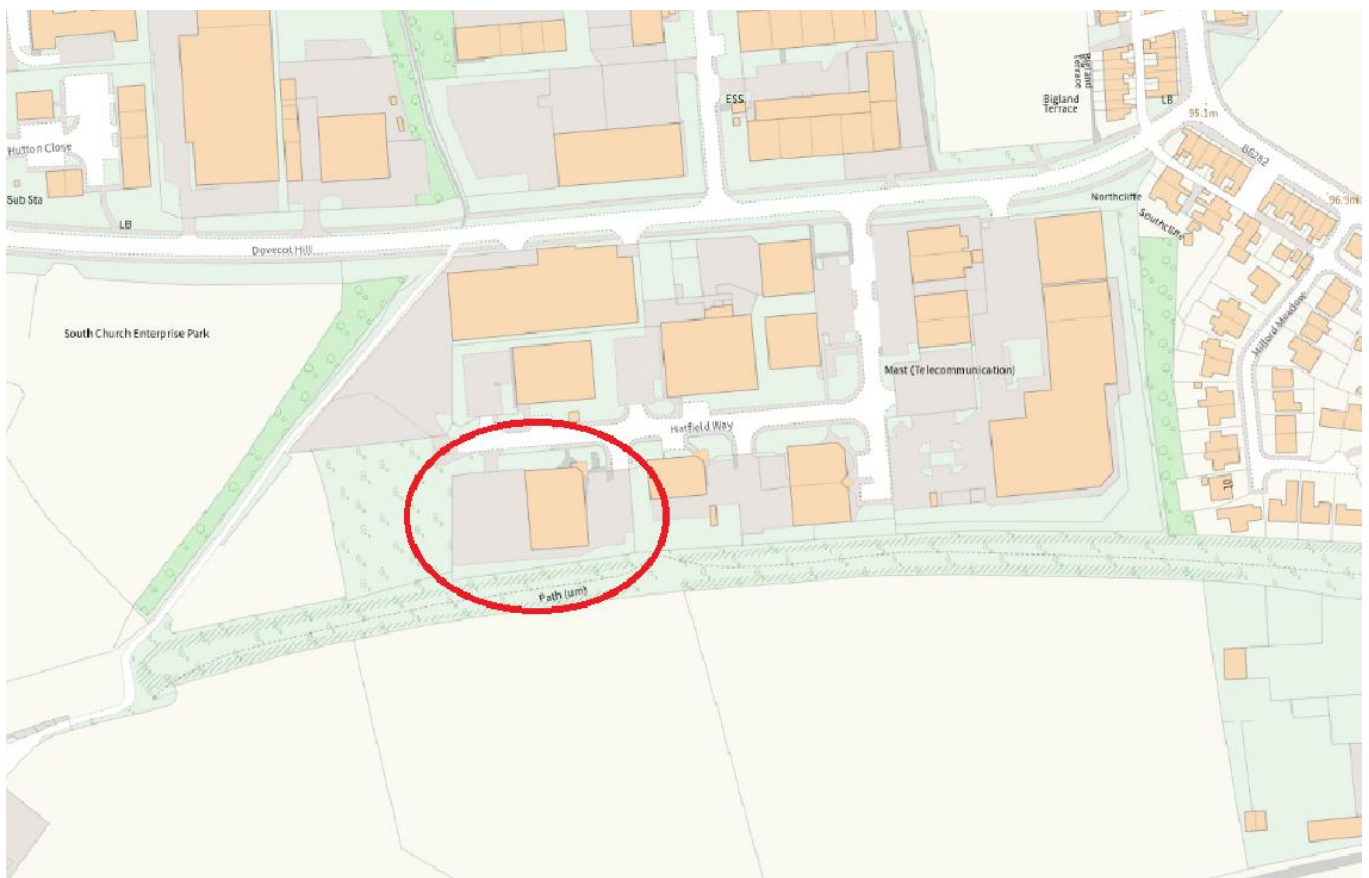 Bigland
Terrace
Bigland
Terrace
LB
95.1m
ESS
B6282
Hutton Close
Sub Sta
LB
Northcliffe
Southcliffe
96.9m
Dovecot Hill
South Church Enterprise Park
Milford Meadow
Mast (Telecommunication)
Hatfield Way
10
Path (um)